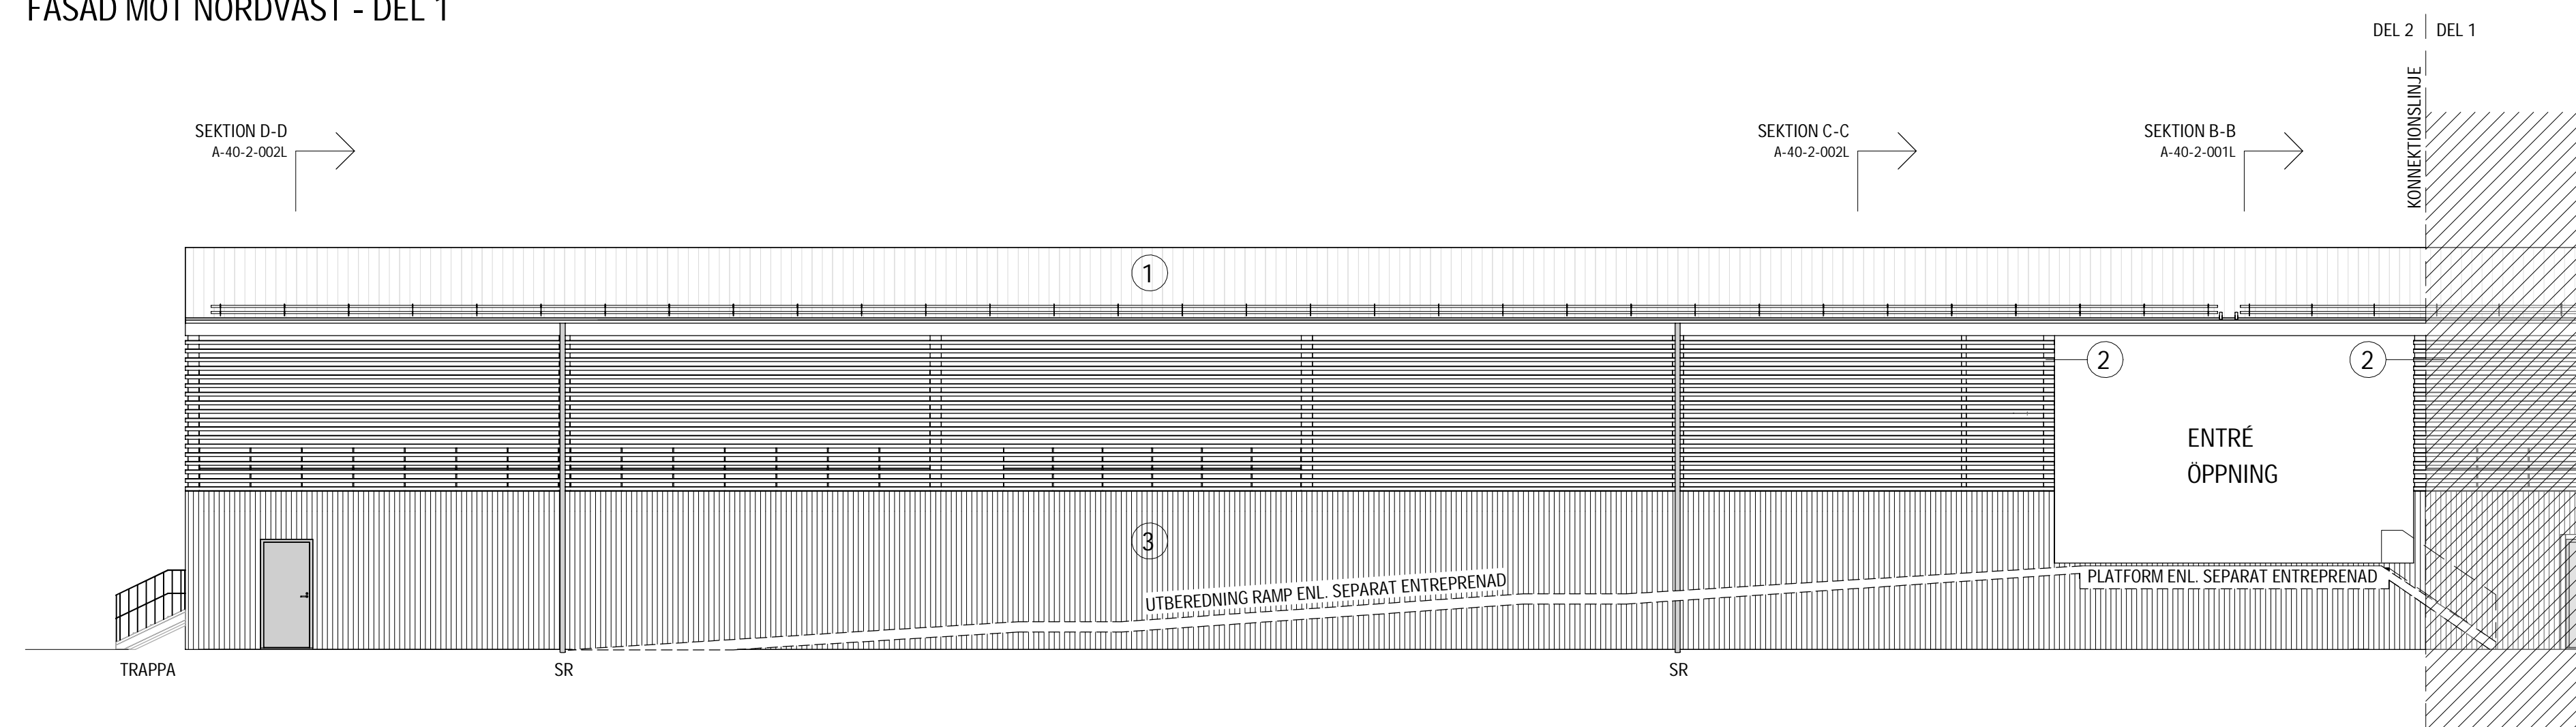 FASAD MOT NORDVÄST - DEL 1
DEL 2
DEL 1
KONNEKTIONSLINJE
SEKTION D-D
A-40-2-002L
SEKTION C-C
A-40-2-002L
SEKTION B-B
A-40-2-001L
1
2
2
ENTRÉ
ÖPPNING
3
UTBEREDNING RAMP ENL. SEPARAT ENTREPRENAD
PLATFORM ENL. SEPARAT ENTREPRENAD
TRAPPA
SR
SR